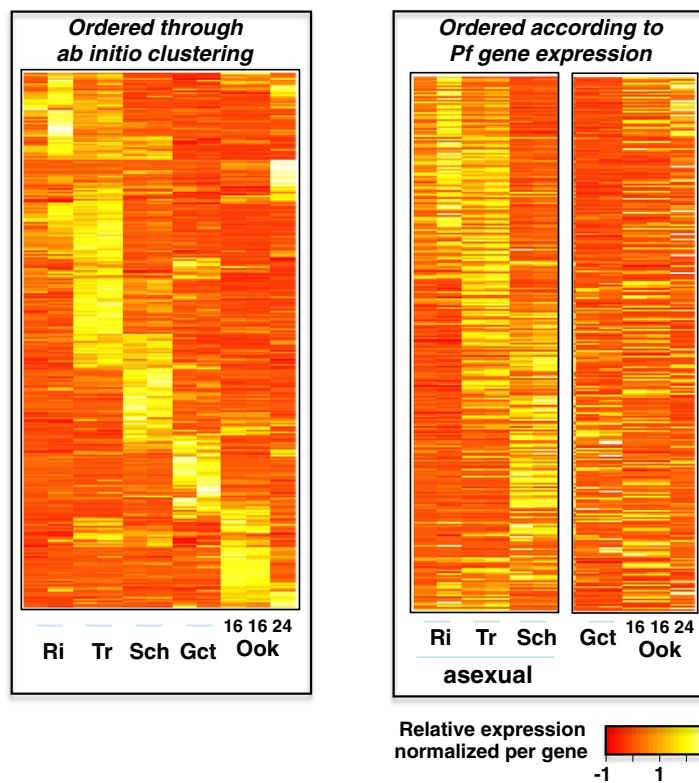 Ordered through
ab initio clustering
Ri Tr Sch Gct 16 16 24
Ook
Ordered according to
Pf gene expression
Ri Tr Sch Gct 16 16 24
Ook
asexual
Relative expression
normalized per gene
-1 1